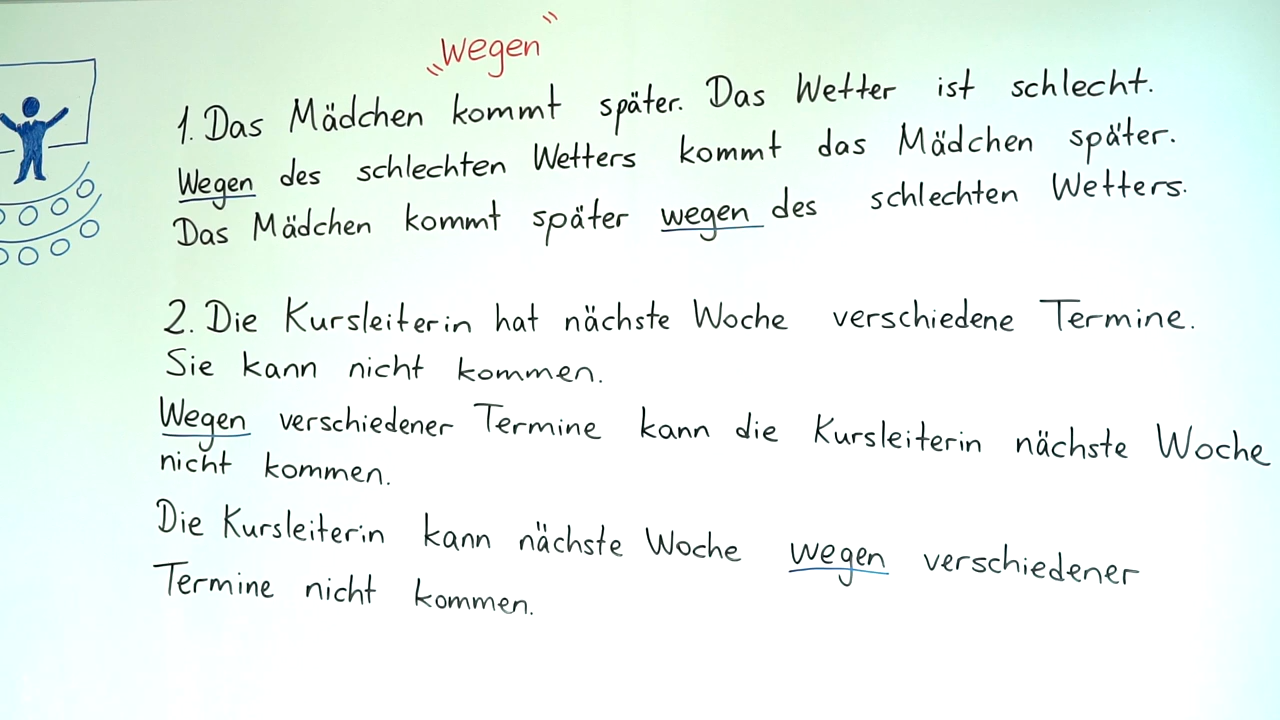 „Wegen”
1. Das Mädchen kommt später. Das Wetter ist schlecht.
Wegen des schlechten Wetters kommt das Mädchen später.
Das Mädchen kommt später wegen des schlechten Wetters.
2. Die Kursleiterin hat nächste Woche verschiedene Termine.
Sie kann nicht kommen.
Wegen verschiedener Termine kann die Kursleiterin nächste Woche
nicht kommen.
Die Kursleiterin kann nächste Woche wegen verschiedener
Termine nicht kommen.